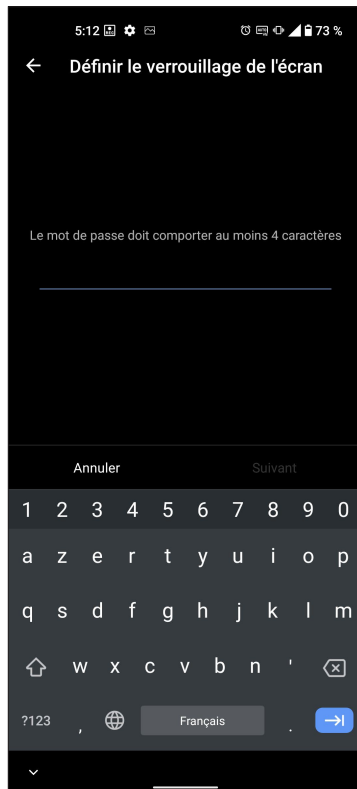 5:12 73 %
Définir le verrouillage de l'écran
Le mot de passe doit comporter au moins 4 caractères
Annuler Suivant
1 2 3 4 5 6 7 8 9 0
a z e r t y u i o p
q s d f g h j k l m
w x c v b n '
?123 , Français .